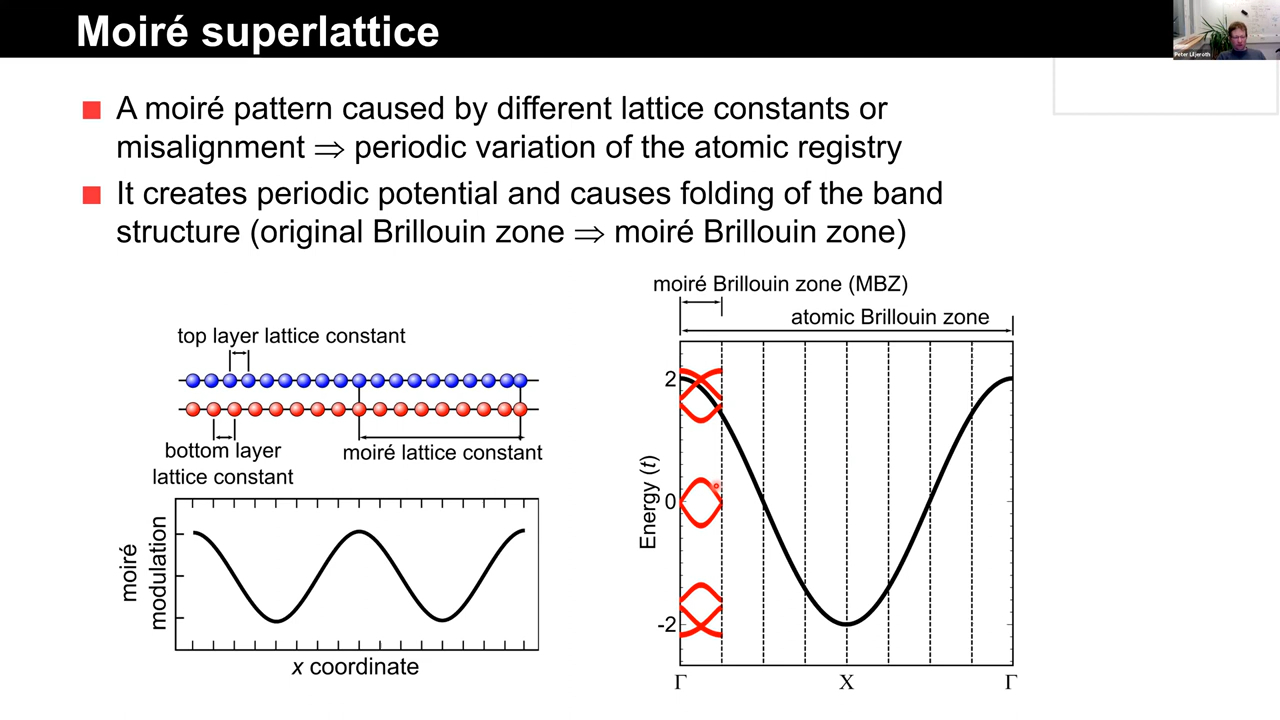 Moiré superlattice
Peter Liljeroth
A moiré pattern caused by different lattice constants or
misalignment ⇒ periodic variation of the atomic registry
It creates periodic potential and causes folding of the band
structure (original Brillouin zone ⇒ moiré Brillouin zone)
top layer lattice constant
bottom layer
lattice constant
moiré lattice constant
moiré
modulation
x coordinate
moiré Brillouin zone (MBZ)
atomic Brillouin zone
Energy (t)
2
0
-2
Γ
X
Γ